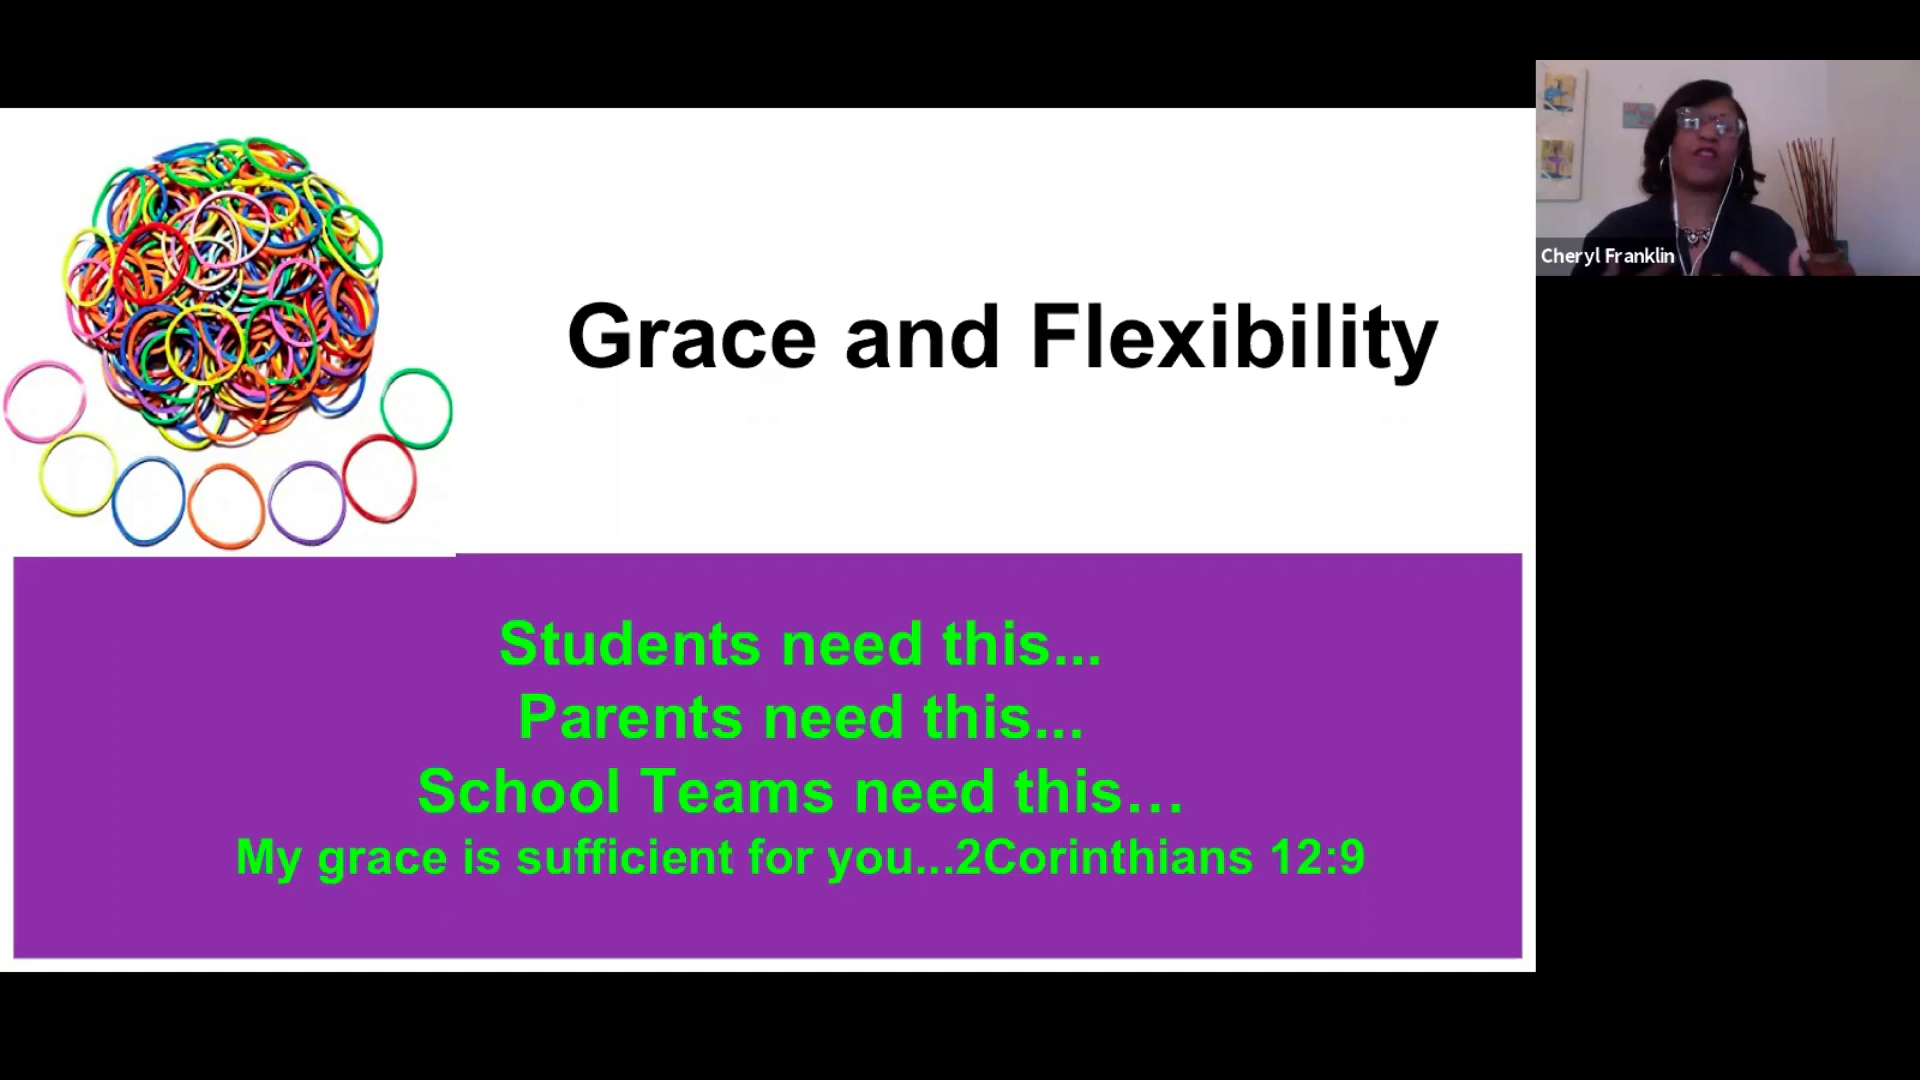 Grace and Flexibility
Students need this...
Parents need this...
School Teams need this...
My grace is sufficient for you...2Corinthians 12:9
Cheryl Franklin